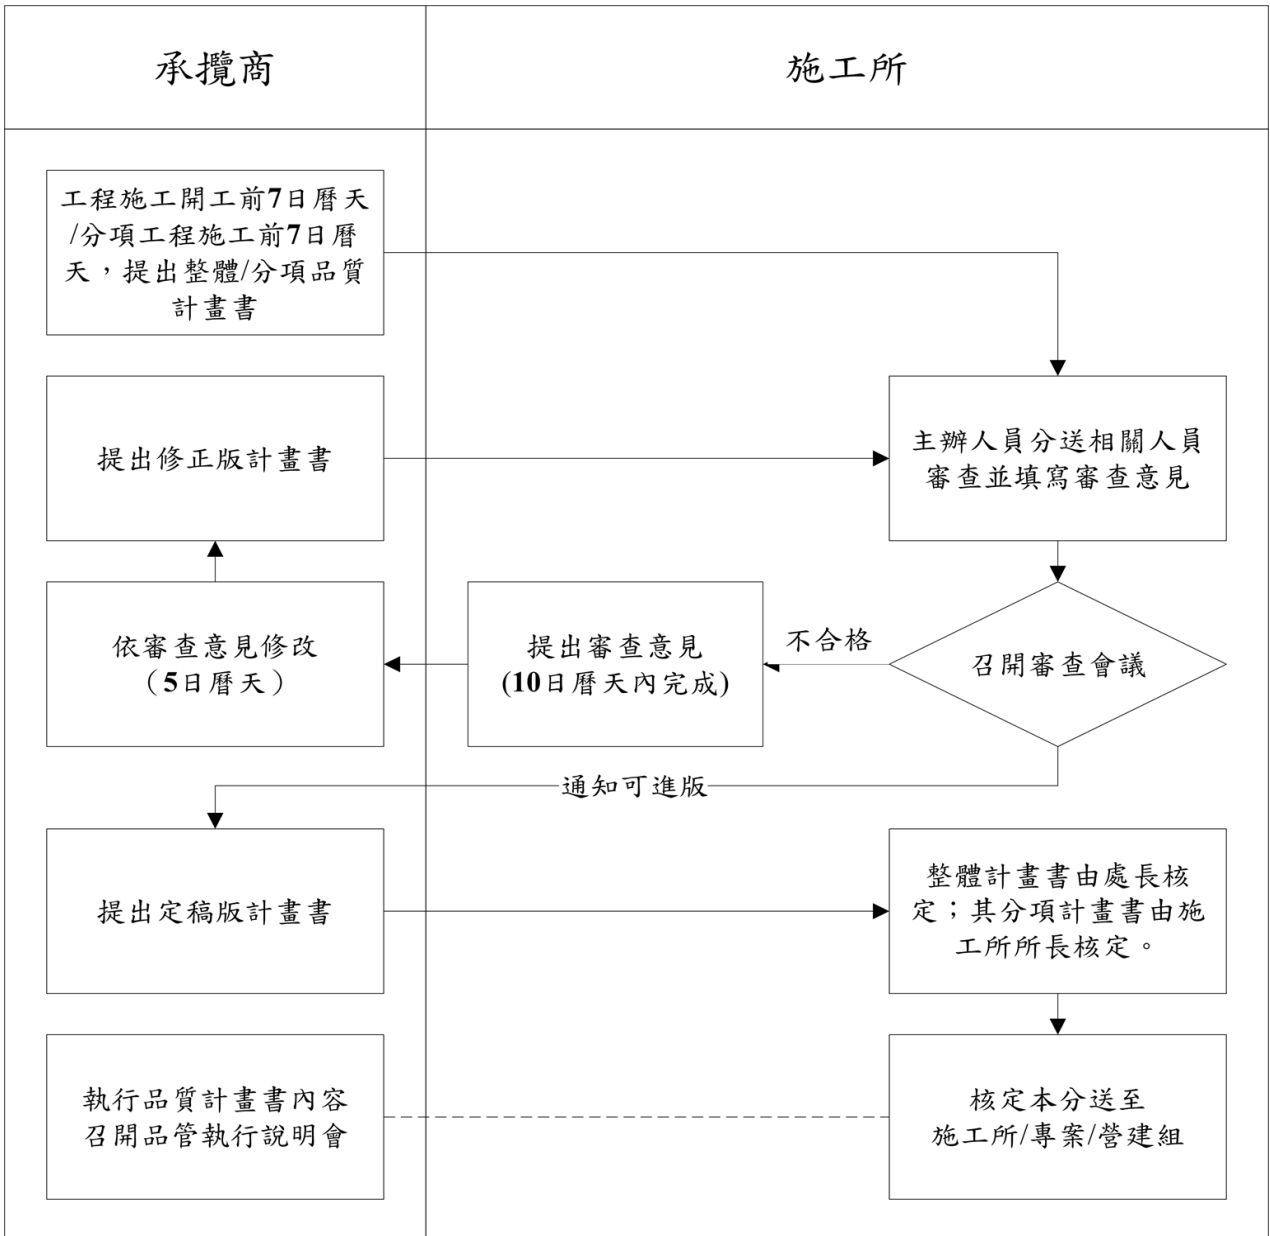 承攬商
施工所
工程施工開工前7日曆天
/分項工程施工前7日曆
天，提出整體/分項品質
計畫書
提出修正版計畫書
主辦人員分送相關人員
審查並填寫審查意見
依審查意見修改
（5日曆天）
提出審查意見
(10日曆天內完成)
不合格
召開審查會議
通知可進版
提出定稿版計畫書
整體計畫書由處長核
定；其分項計畫書由施
工所所長核定。
執行品質計畫書內容
召開品管執行說明會
核定本分送至
施工所/專案/營建組